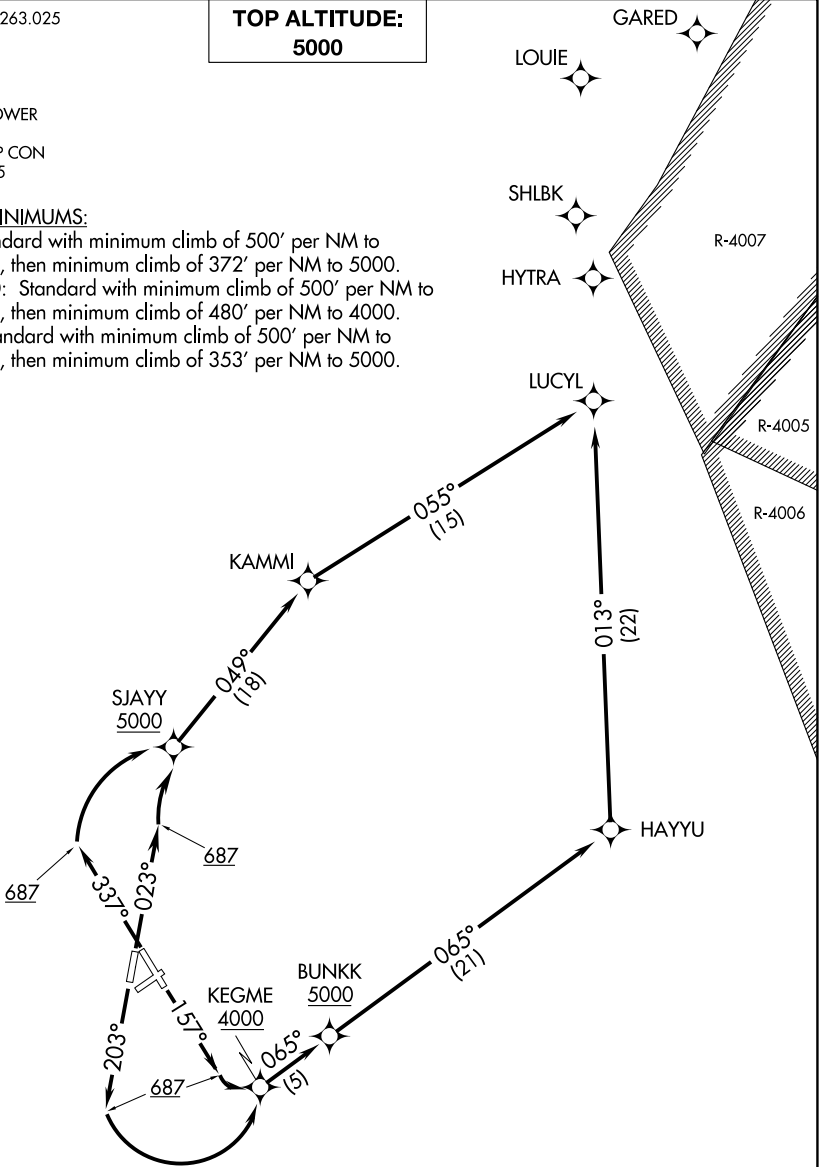 263.025
TOP ALTITUDE:
5000
GARED
LOUIE
CON
SHLBK
R-4007
INIMUMS:
ndard with minimum climb of 500' per NM to
, then minimum climb of 372' per NM to 5000.
: Standard with minimum climb of 500' per NM to
, then minimum climb of 480' per NM to 4000.
andard with minimum climb of 500' per NM to
, then minimum climb of 353' per NM to 5000.
HYTRA
LUCYL
R-4005
R-4006
055°
(15)
KAMMI
013°
(22)
049°
(18)
SJAYY
5000
HAYYU
687
687
337°
023°
065°
(21)
BUNKK
5000
KEGME
4000
157°
203°
065°
(5)
687